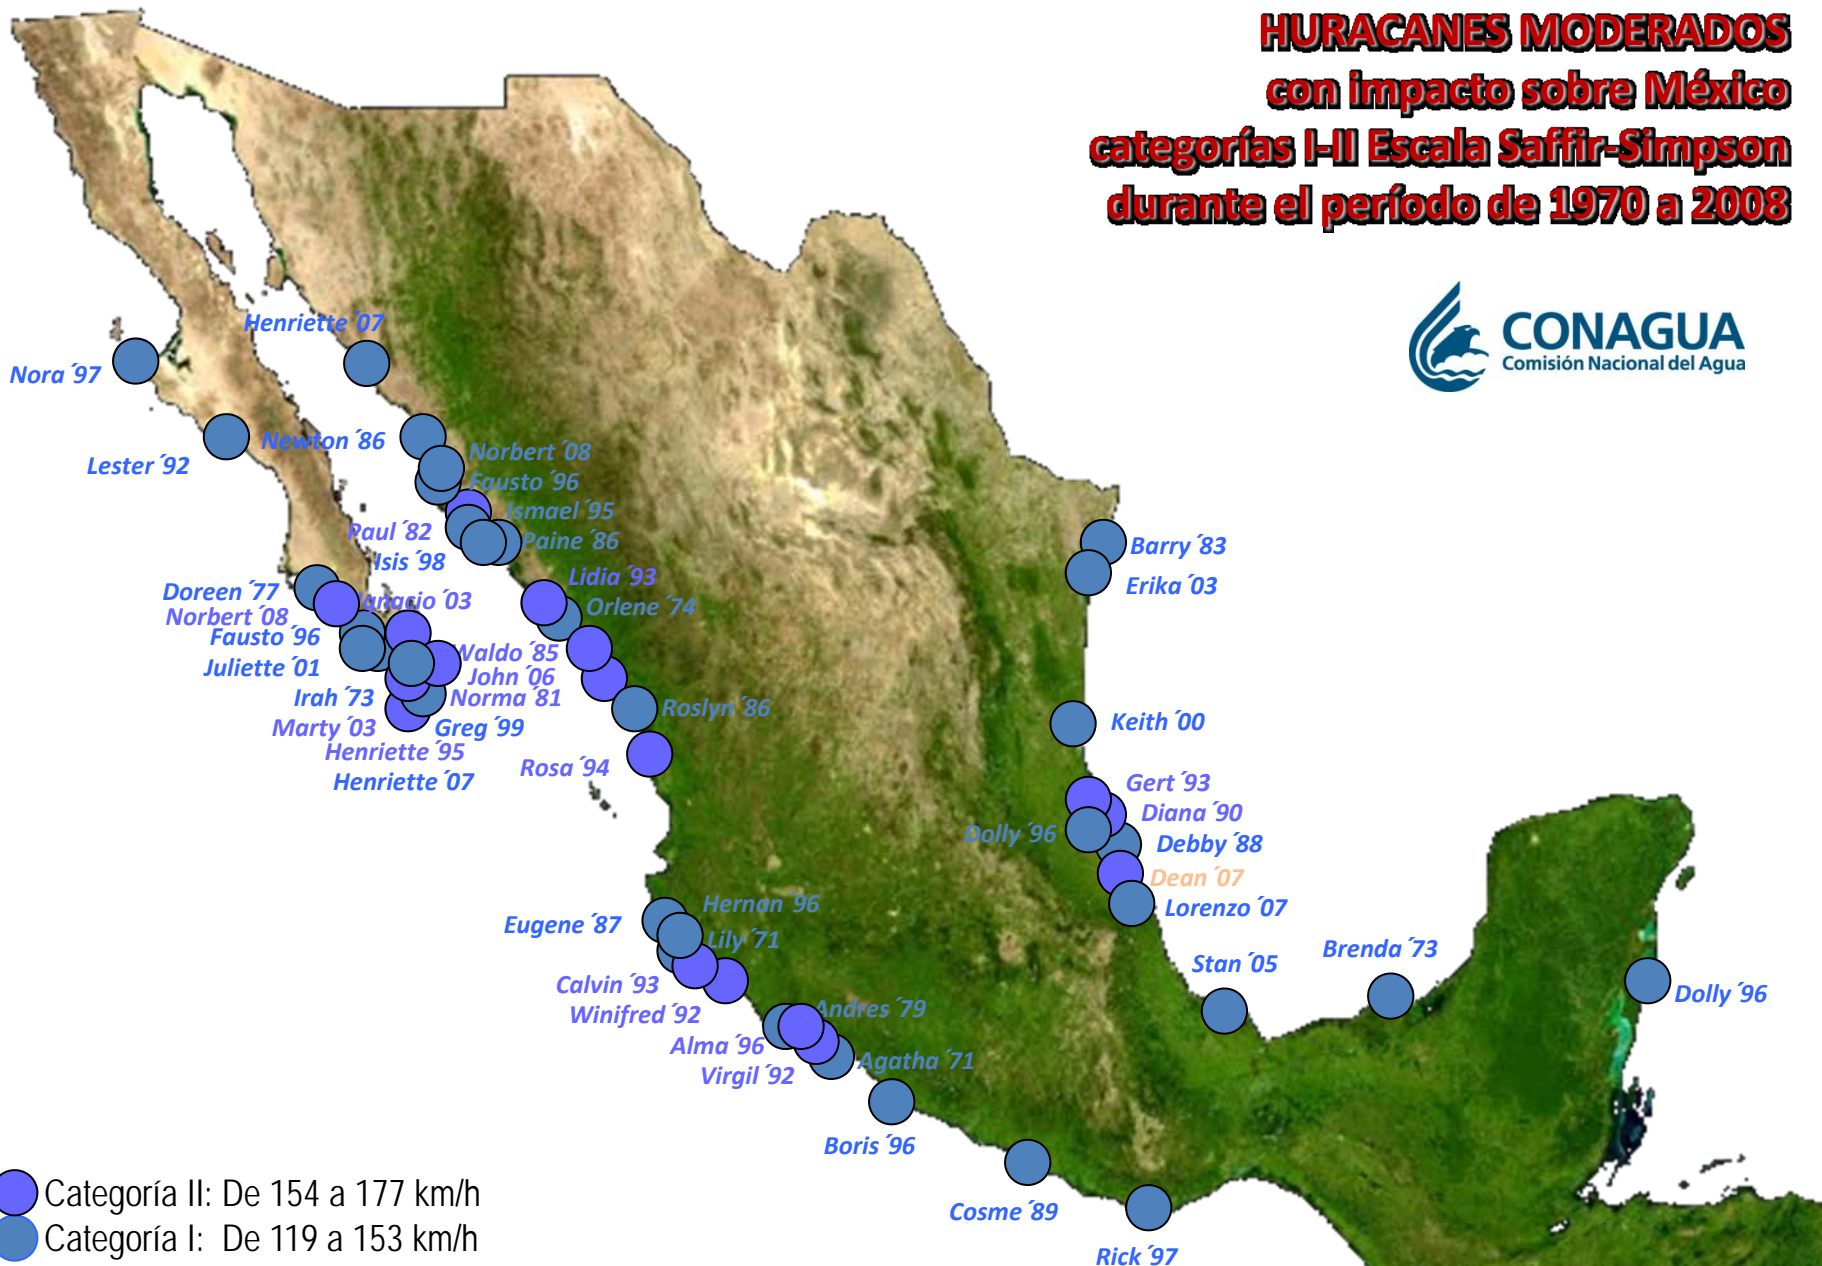 HURACANES MODERADOS
con impacto sobre México
categorías I-II Escala Saffir-Simpson
durante el período de 1970 a 2008
CONAGUA
Comisión Nacional del Agua
Henriette ´07
Nora ´97
Newton ´86
Lester ´92
Norbert ´08
Fausto ´96
Ismael ´95
Paul ´82
Paine ´86
Isis ´98
Barry ´83
Erika ´03
Lidia ´93
Orlene ´74
Doreen ´77
Ignacio ´03
Norbert ´08
Fausto ´96
Juliette ´01
Waldo ´85
John ´06
Irah ´73
Norma ´81
Marty ´03
Greg ´99
Henriette ´95
Henriette ´07
Roslyn ´86
Rosa ´94
Keith ´00
Gert ´93
Diana ´90
Dolly ´96
Debby ´88
Dean ´07
Lorenzo ´07
Hernan ´96
Eugene ´87
Lily ´71
Calvin ´93
Winifred ´92
Stan ´05
Brenda ´73
Dolly ´96
Andres ´79
Alma ´96
Virgil ´92
Agatha ´71
Boris ´96
Cosme ´89
Rick ´97
Categoría II: De 154 a 177 km/h
Categoría I: De 119 a 153 km/h